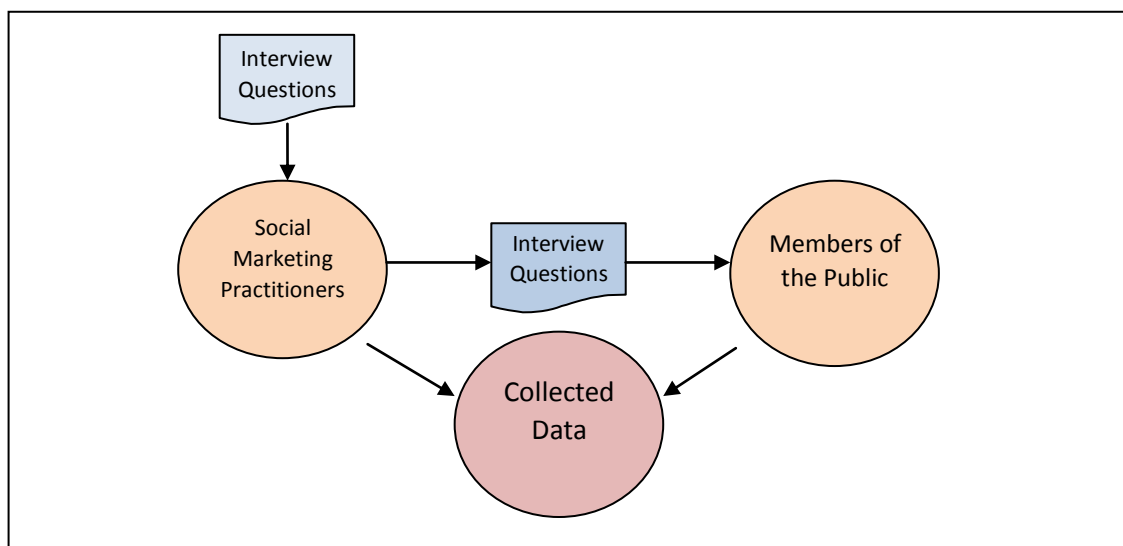 Interview
Questions
Social
Marketing
Practitioners
Interview
Questions
Members of
the Public
Collected
Data